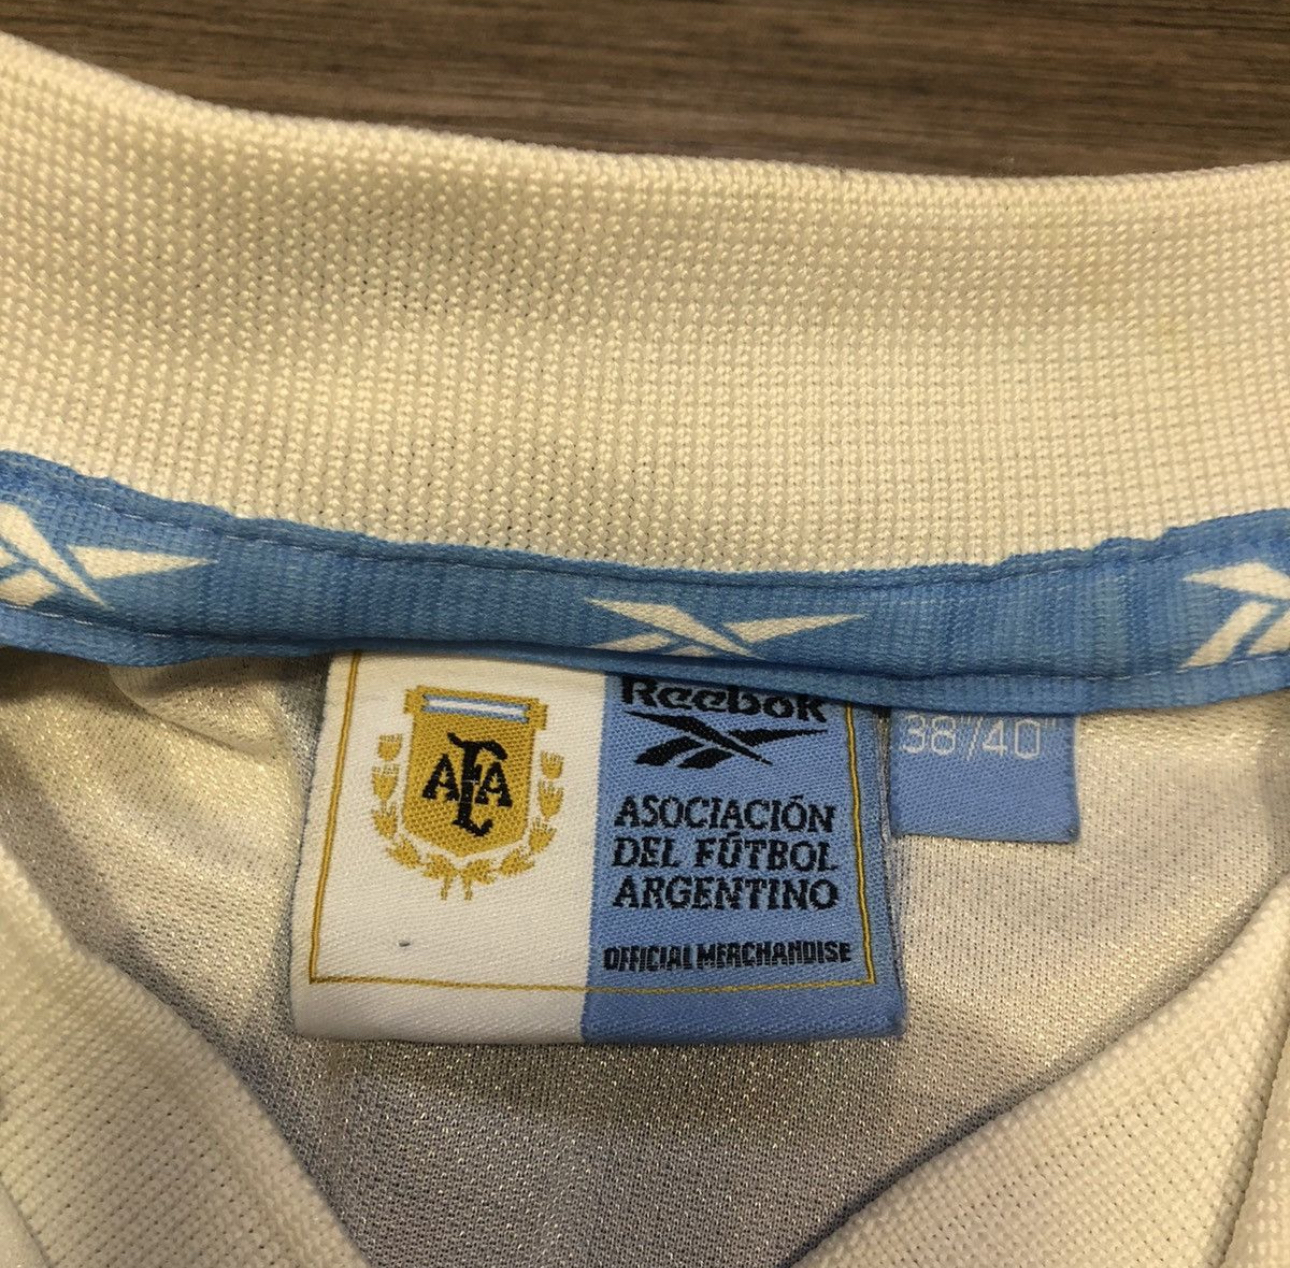 AFA
Reebok
38"/40"
ASOCIACIÓN
DEL FÚTBOL
ARGENTINO
OFFICIAL MERCHANDISE